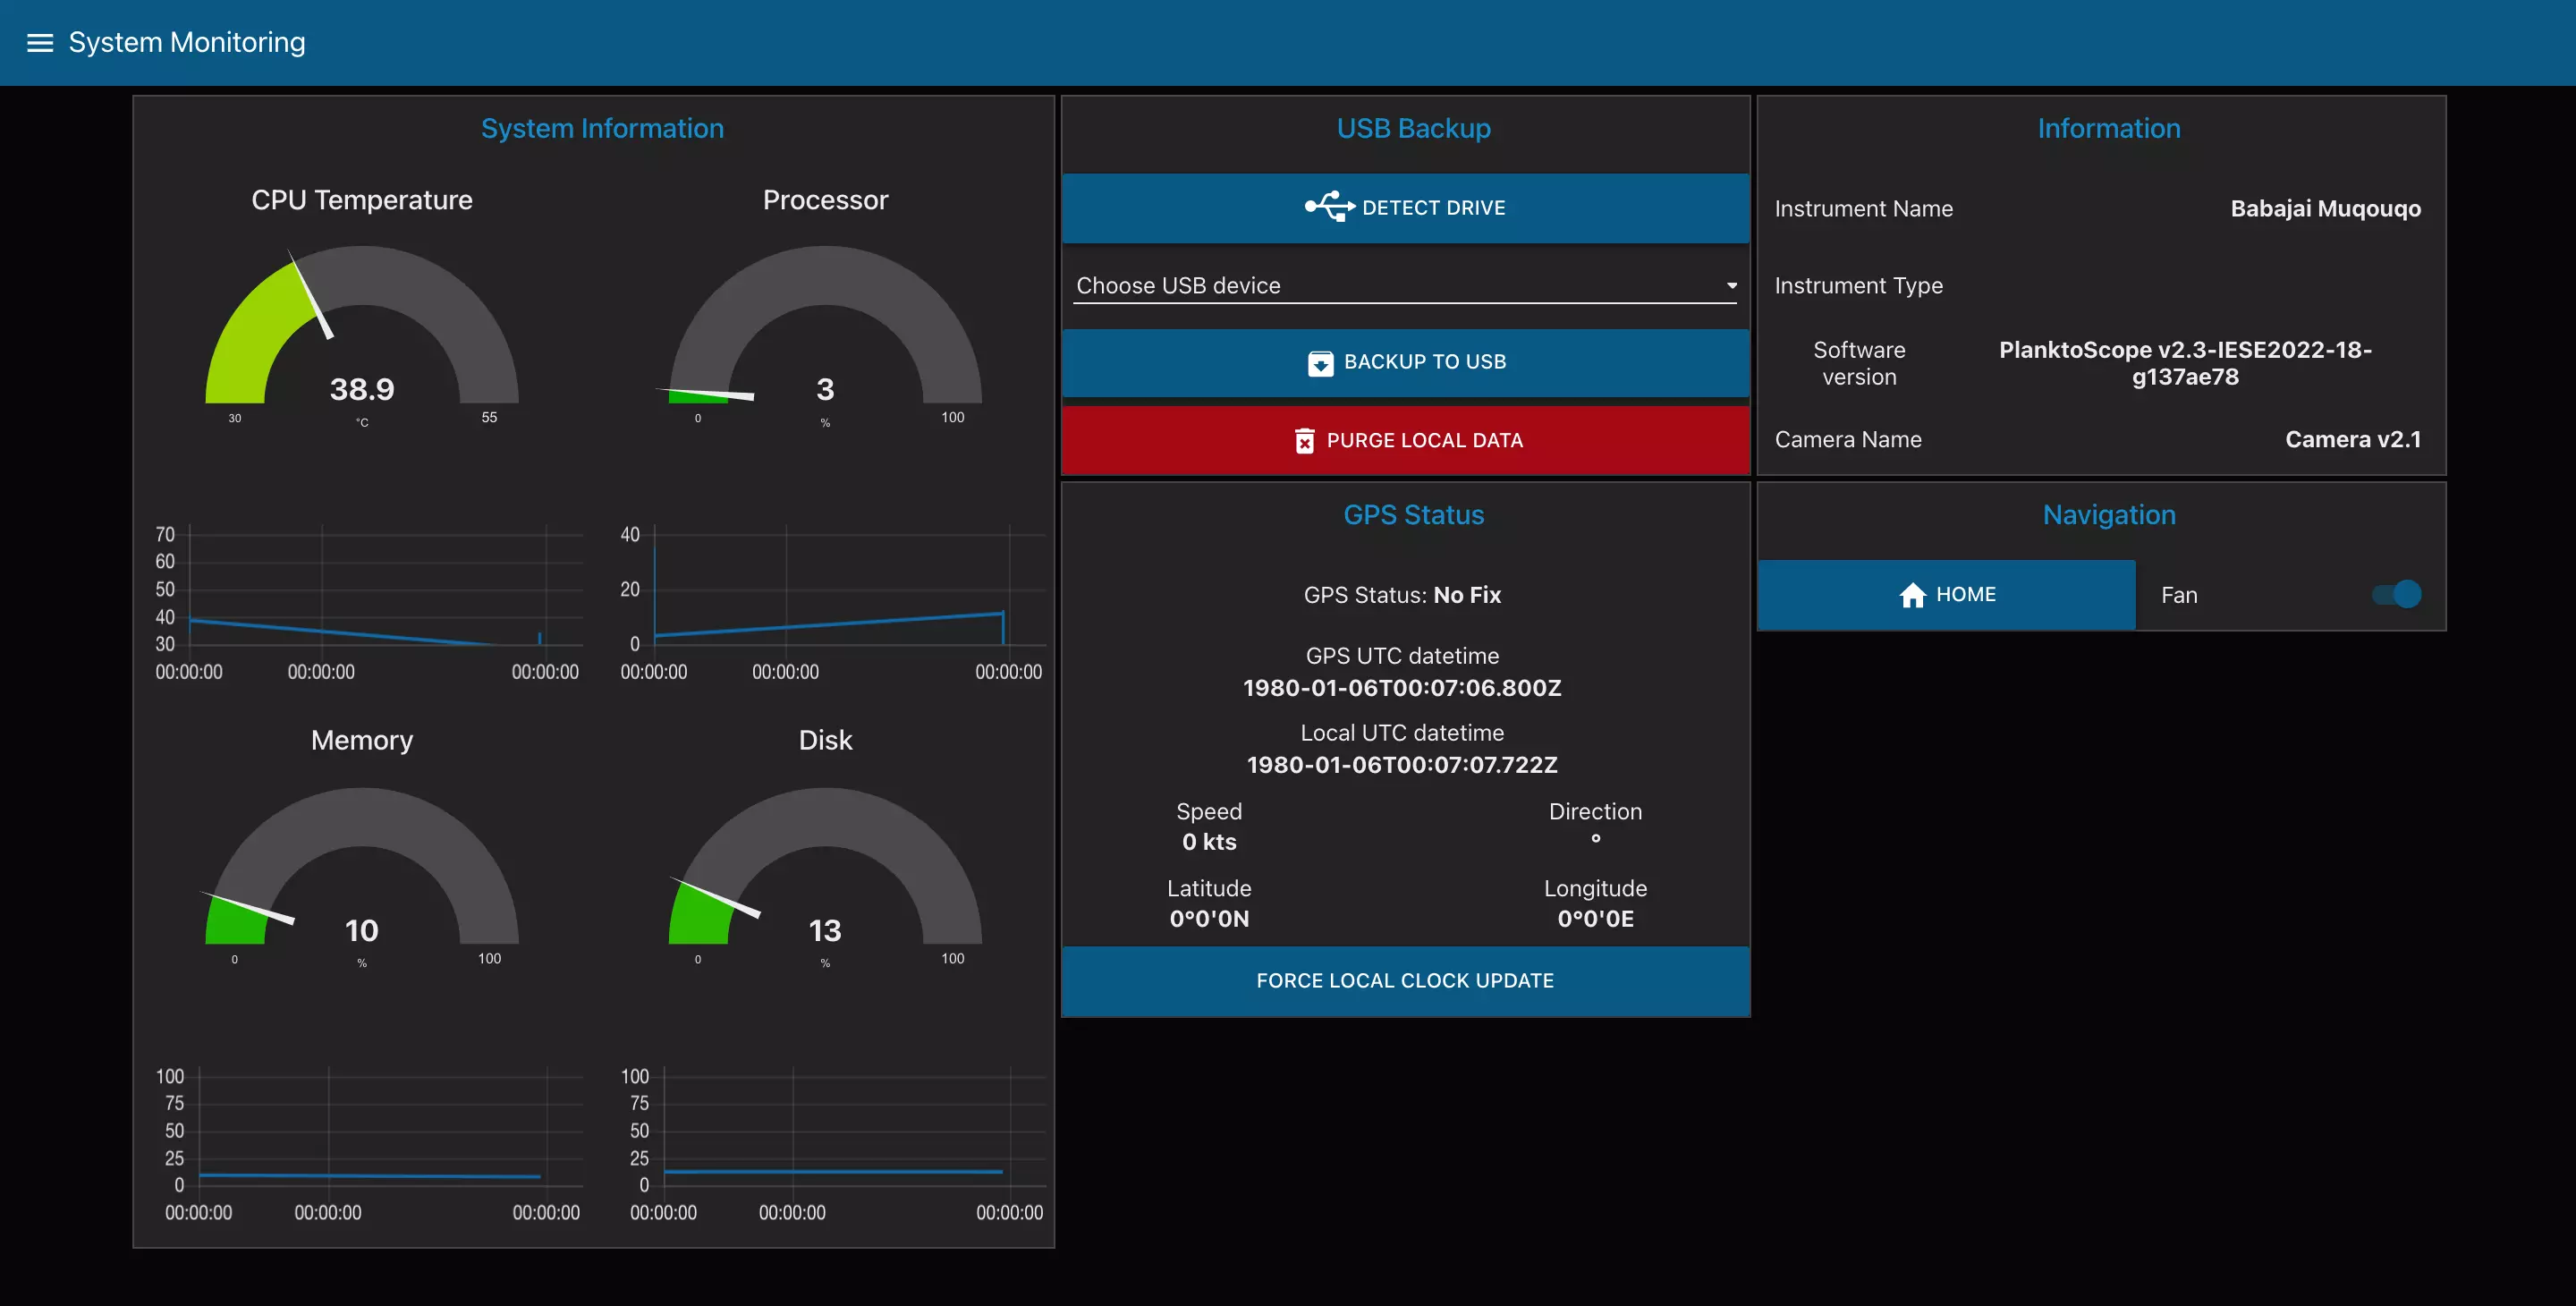 System Monitoring
System Information
CPU Temperature
38.9
30
°C
55
Processor
3
0
%
100
70
60
50
40
30
00:00:00 00:00:00 00:00:00
40
20
0
00:00:00 00:00:00 00:00:00
Memory
10
0
%
100
Disk
13
0
%
100
100
75
50
25
0
00:00:00 00:00:00 00:00:00
100
75
50
25
0
00:00:00 00:00:00 00:00:00
USB Backup
DETECT DRIVE
Choose USB device
BACKUP TO USB
PURGE LOCAL DATA
GPS Status
GPS Status: No Fix
GPS UTC datetime
1980-01-06T00:07:06.800Z
Local UTC datetime
1980-01-06T00:07:07.722Z
Speed
0 kts
Direction
°
Latitude
0°0'0N
Longitude
0°0'0E
FORCE LOCAL CLOCK UPDATE
Information
Instrument Name Babajai Muqouqo
Instrument Type
Software
version
PlanktoScope v2.3-IESE2022-18-
g137ae78
Camera Name Camera v2.1
Navigation
HOME
Fan